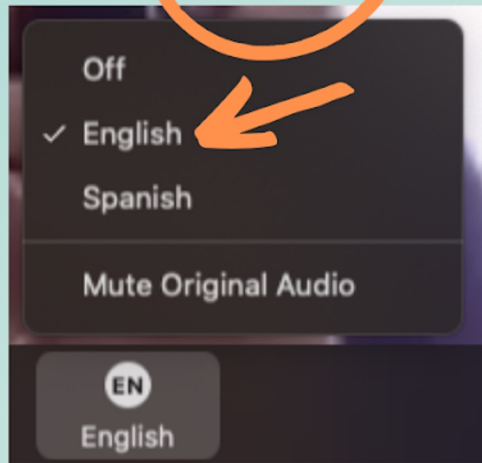 Off
✓ English
Spanish
Mute Original Audio
EN
English